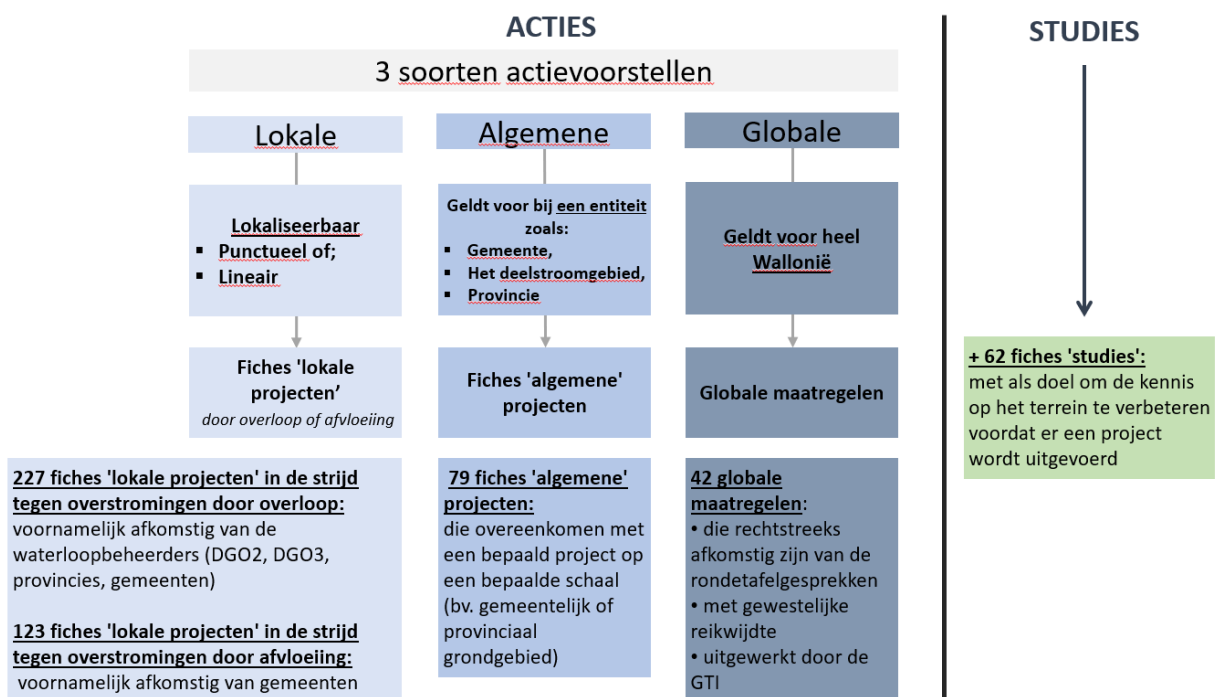 ACTIES
3 soorten actievoorstellen
Lokale
Lokaliseerbaar
▪ Punctueel of;
▪ Lineair
Fiches 'lokale
projecten’
door overloop of afvloeiing
227 fiches 'lokale projecten' in de strijd
tegen overstromingen door overloop:
voornamelijk afkomstig van de
waterloopbeheerders (DGO2, DGO3,
provincies, gemeenten)
123 fiches 'lokale projecten' in de strijd
tegen overstromingen door afvloeiing:
voornamelijk afkomstig van gemeenten
Algemene
Geldt voor bij een entiteit
zoals:
▪ Gemeente,
▪ Het deelstroomgebied,
▪ Provincie
Fiches 'algemene'
projecten
79 fiches 'algemene'
projecten:
die overeenkomen met
een bepaald project op
een bepaalde schaal
(bv. gemeentelijk of
provinciaal
grondgebied)
Globale
Geldt voor heel
Wallonië
Globale maatregelen
42 globale
maatregelen:
• die rechtstreeks
afkomstig zijn van de
rondetafelgesprekken
• met gewestelijke
reikwijdte
• uitgewerkt door de
GTI
STUDIES
+ 62 fiches 'studies':
met als doel om de kennis
op het terrein te verbeteren
voordat er een project
wordt uitgevoerd